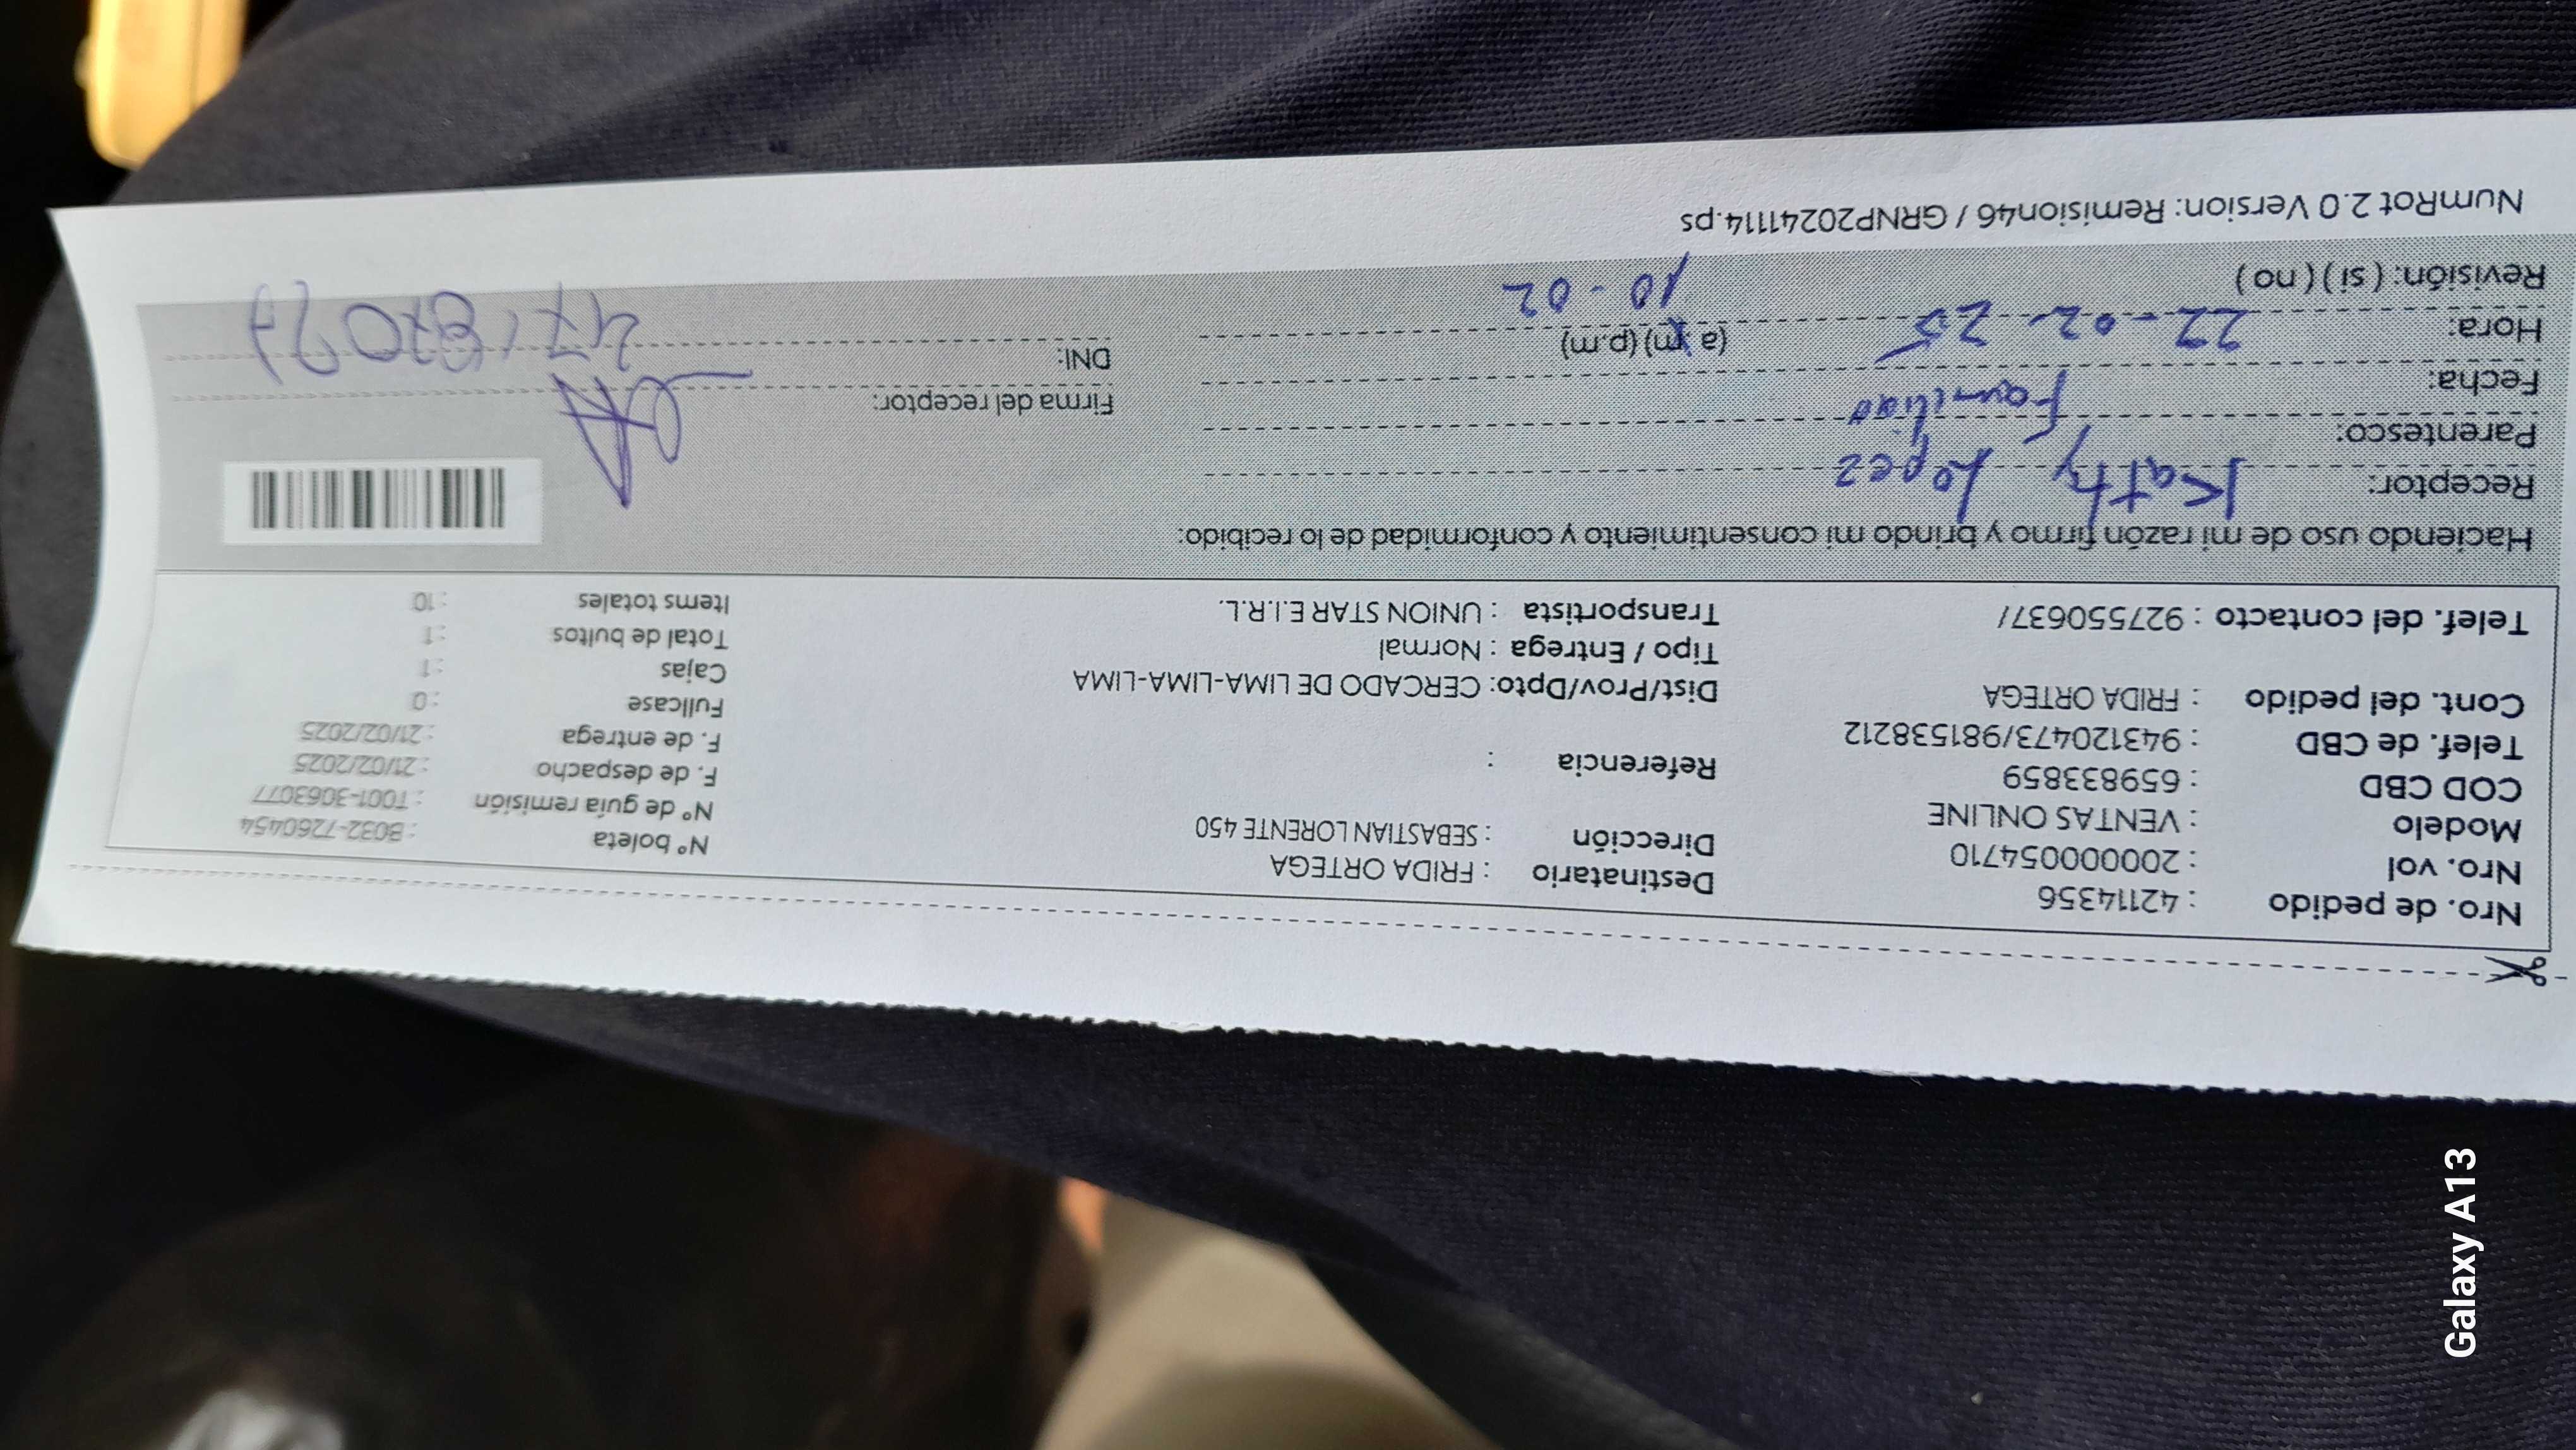 Nro. de pedido : 42114356
Nro. vol : 20000054710
Modelo : VENTAS ONLINE
COD CBD : 659833859
Telef. de CBD : 943120473/981538212
Cont. del pedido : FRIDA ORTEGA
Telef. del contacto : 927550637/
Destinatario : FRIDA ORTEGA
Dirección : SEBASTIAN LORENTE 450
Referencia :
Dist/Prov/Dpto: CERCADO DE LIMA-LIMA-LIMA
Tipo / Entrega : Normal
Transportista : UNION STAR E.I.R.L.
N° boleta : B032-7260454
N° de guía remisión : T001-3063077
F. de despacho : 21/02/2025
F. de entrega : 21/02/2025
Fullcase : 0
Cajas : 1
Total de bultos : 1
Items totales : 10
Haciendo uso de mi razón firmo y brindo mi consentimiento y conformidad de lo recibido:
Receptor: Kathy Lopez
Parentesco: Familiar
Fecha: 22-02-25
Hora: 10-02 (a.m) (p.m)
Revisión: ( si ) ( no )
Firma del receptor:
DNI:
NumRot 2.0 Version: Remision46 / GRNP20241114.ps
Galaxy A13